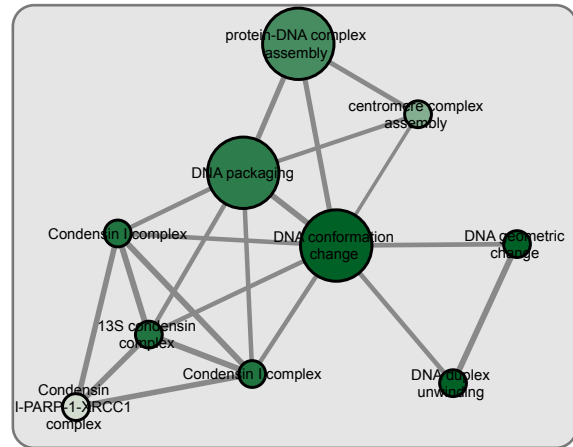 protein-DNA complex
assembly
centromere complex
assembly
DNA packaging
Condensin I complex
DNA conformation
change
DNA geometric
change
13S condensin
complex
Condensin I complex
DNA duplex
unwinding
Condensin
I-PARP-1-XRCC1
complex